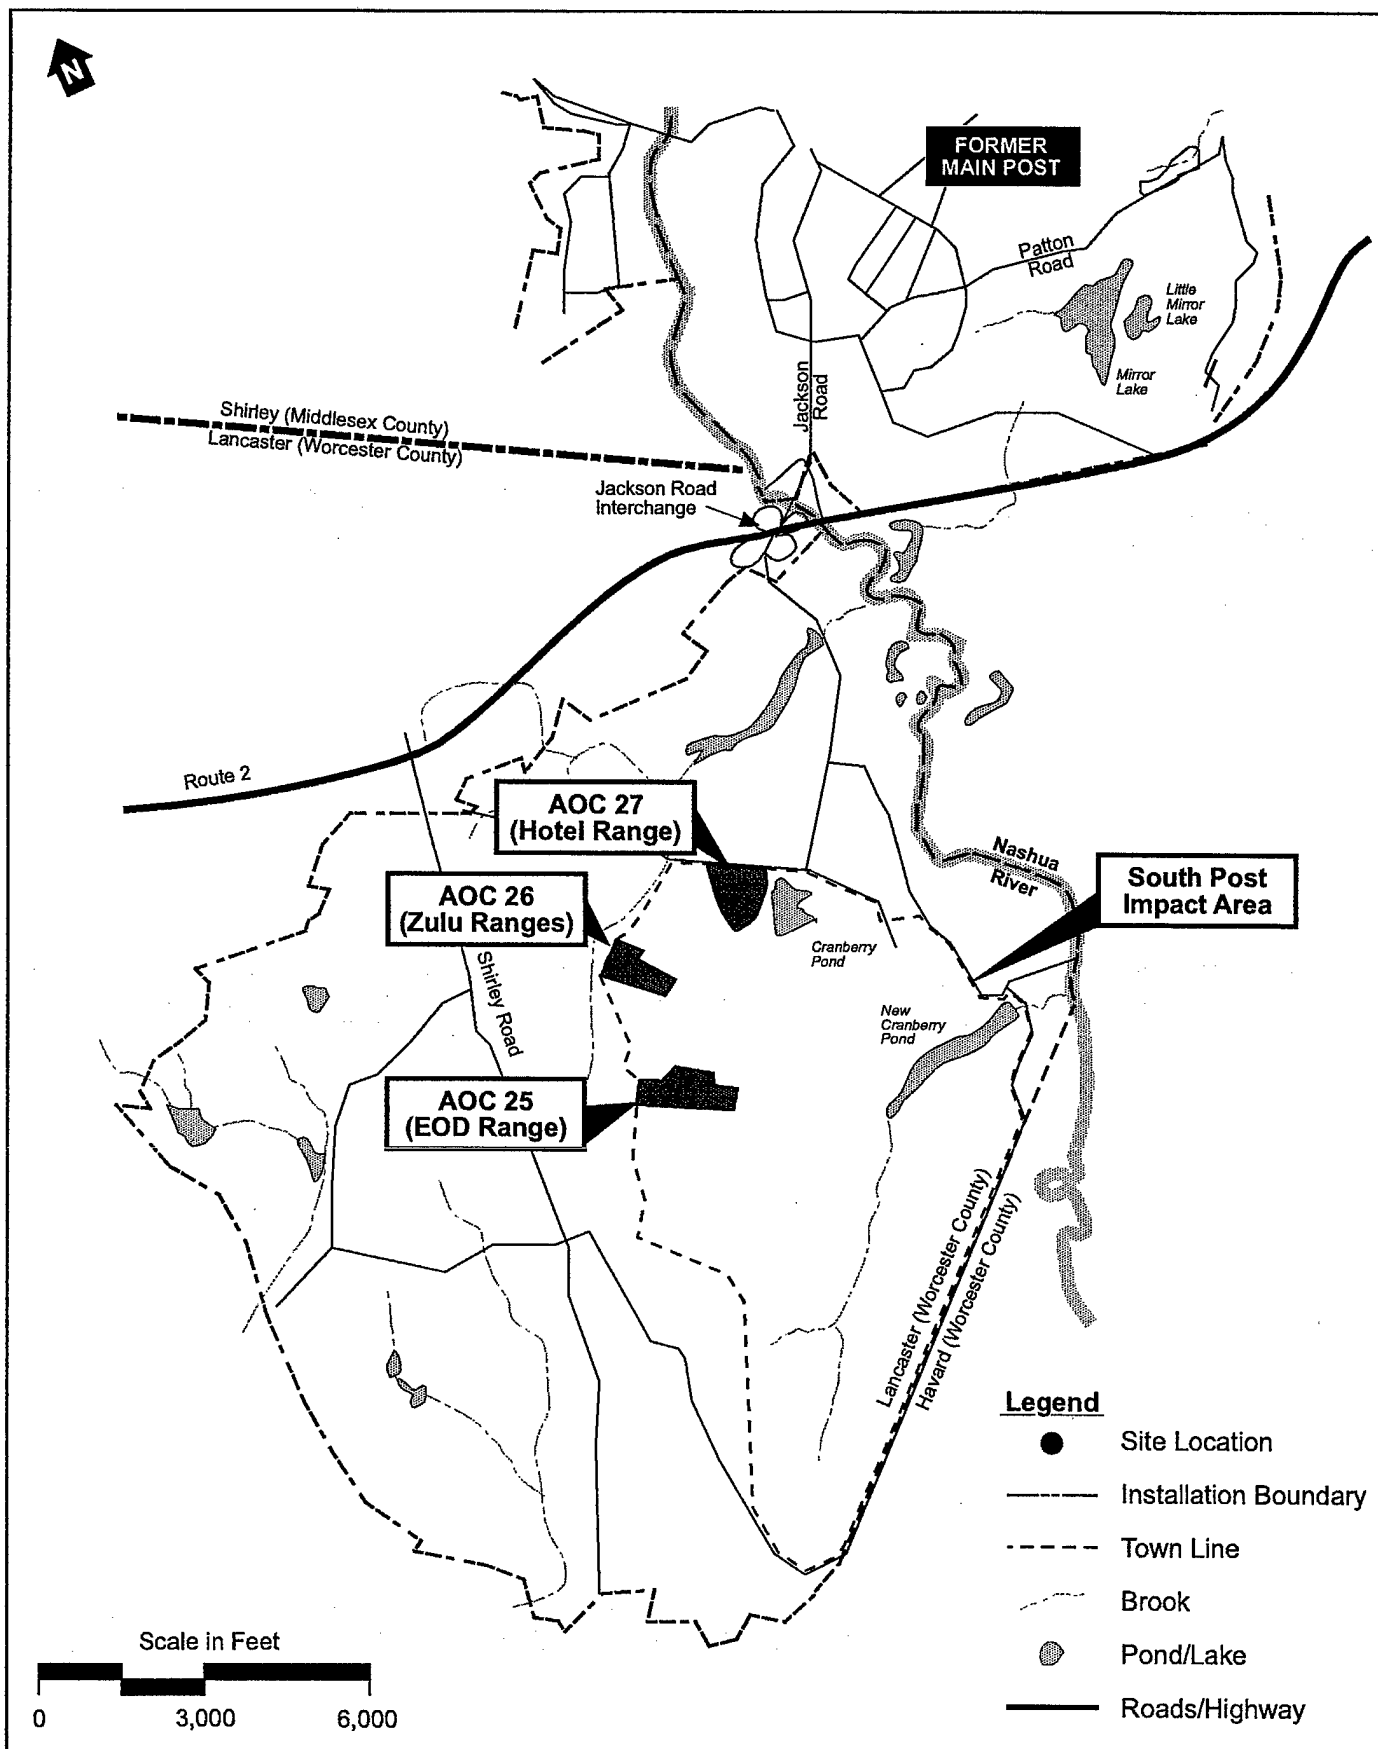 N
FORMER
MAIN POST
Patton
Road
Little
Mirror
Lake
Mirror
Lake
Jackson
Road
Shirley (Middlesex County)
Lancaster (Worcester County)
Jackson Road
Interchange
Route 2
AOC 27
(Hotel Range)
Nashua
River
South Post
Impact Area
AOC 26
(Zulu Ranges)
Cranberry
Pond
Shirley Road
New
Cranberry
Pond
AOC 25
(EOD Range)
Lancaster (Worcester County)
Havard (Worcester County)
Legend
Site Location
Installation Boundary
Town Line
Brook
Pond/Lake
Roads/Highway
Scale in Feet
0 3,000 6,000